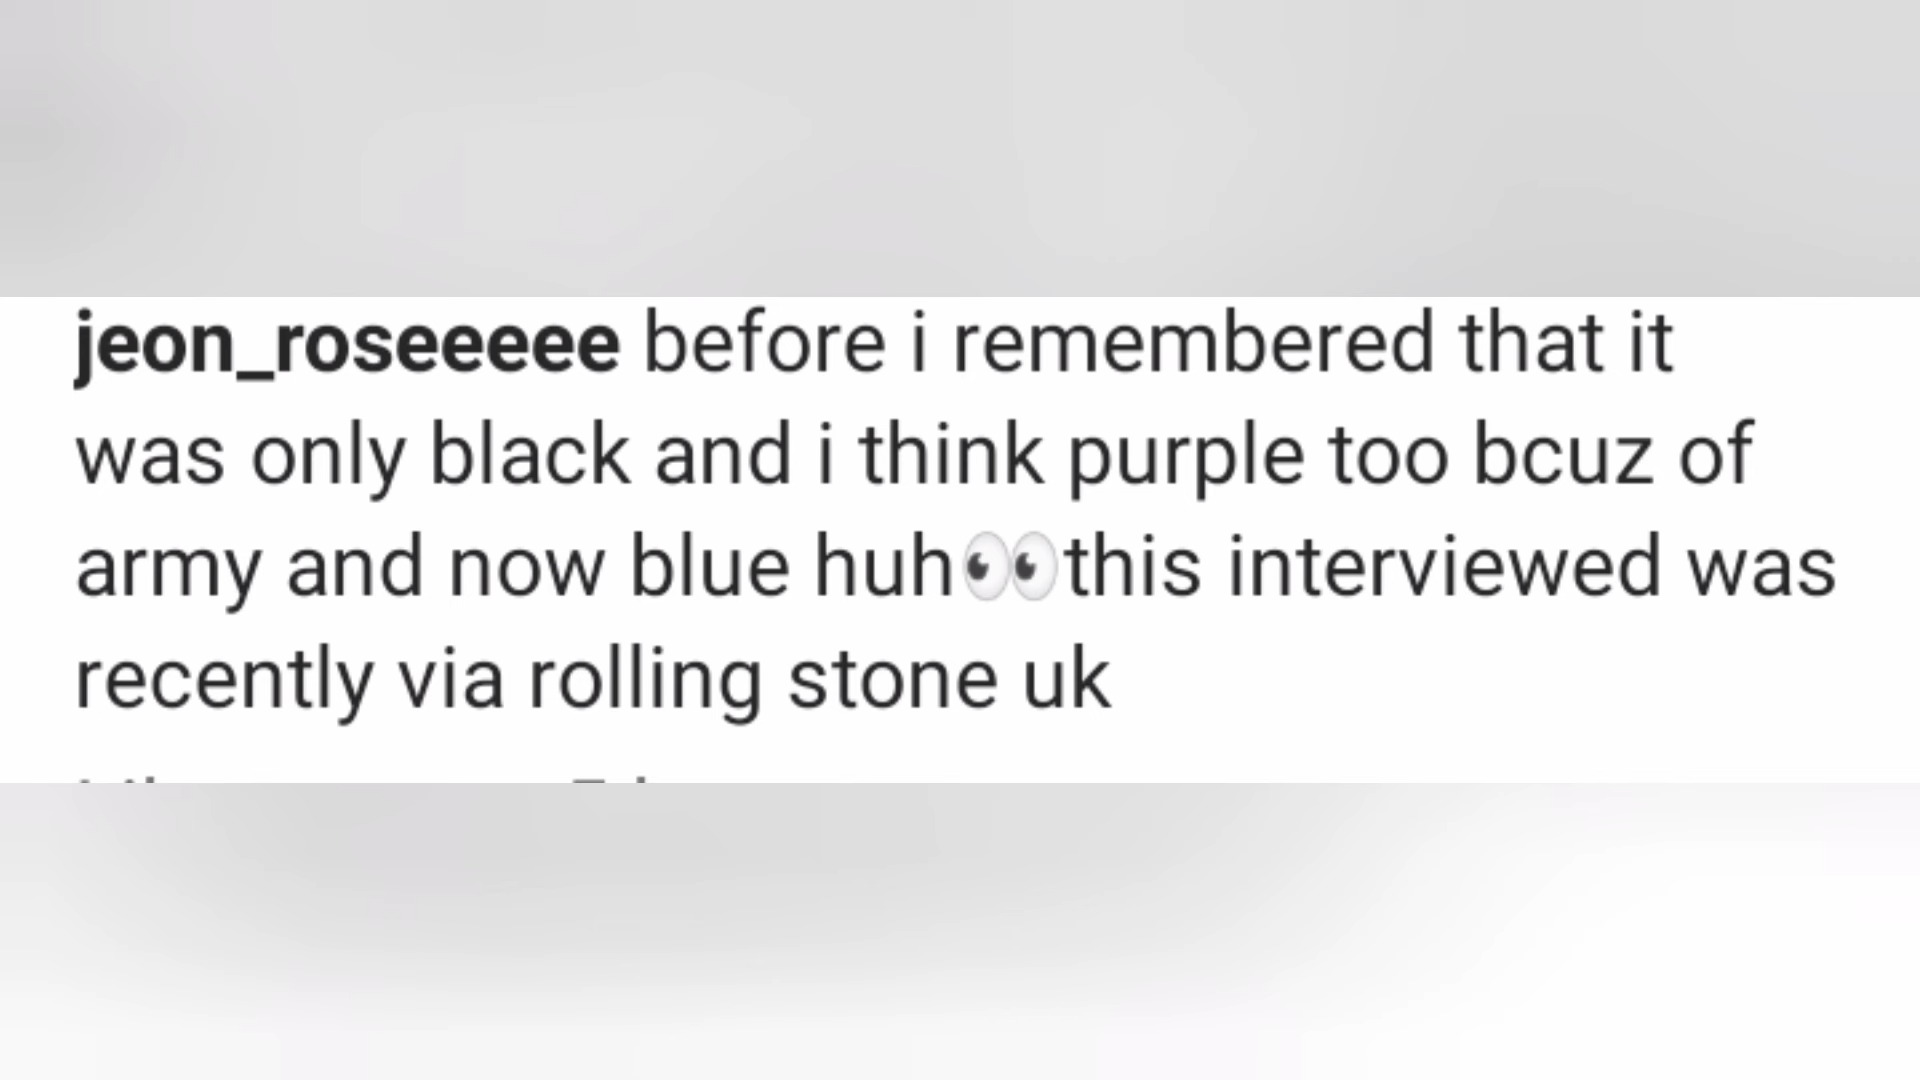 jeon_roseeeee before i remembered that it
was only black and i think purple too bcuz of
army and now blue huh👀this interviewed was
recently via rolling stone uk